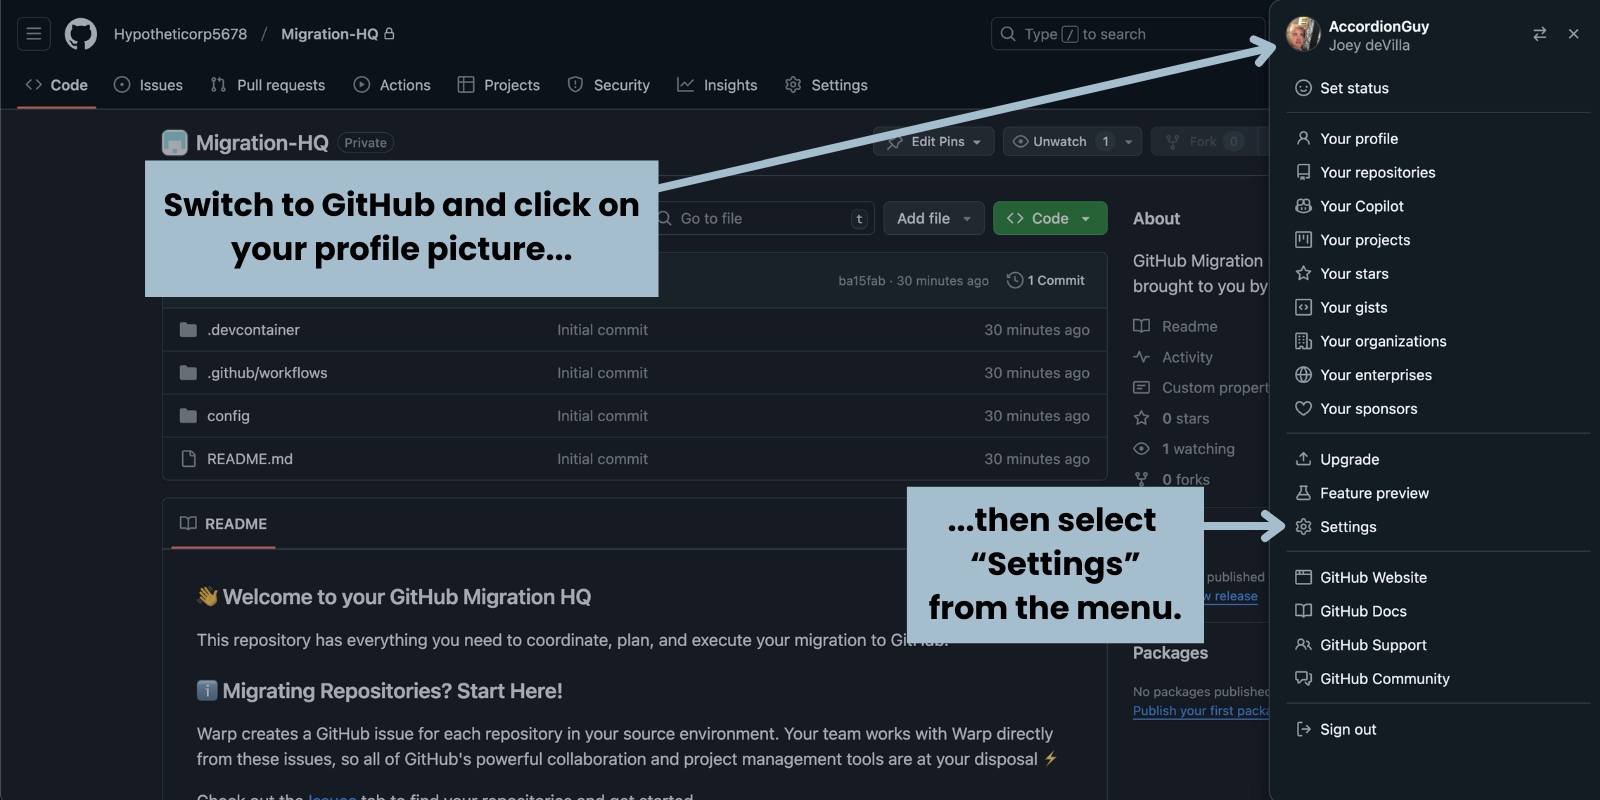 Hypotheticorp5678 / Migration-HQ
Type / to search
AccordionGuy
Joey deVilla
Code
Issues
Pull requests
Actions
Projects
Security
Insights
Settings
Set status
Migration-HQ Private
Edit Pins
Unwatch 1
Fork 0
Your profile
Your repositories
Your Copilot
Your projects
Your stars
Your gists
Your organizations
Your enterprises
Your sponsors
Upgrade
Feature preview
Settings
GitHub Website
GitHub Docs
GitHub Support
GitHub Community
Sign out
Switch to GitHub and click on
your profile picture...
Go to file t
Add file
Code
ba15fab · 30 minutes ago 1 Commit
.devcontainer Initial commit 30 minutes ago
.github/workflows Initial commit 30 minutes ago
config Initial commit 30 minutes ago
README.md Initial commit 30 minutes ago
About
GitHub Migration
brought to you by
Readme
Activity
Custom propert
0 stars
1 watching
0 forks
...then select
“Settings”
from the menu.
published
release
Packages
No packages published
Publish your first packa
README
👋 Welcome to your GitHub Migration HQ
This repository has everything you need to coordinate, plan, and execute your migration to GitHub.
ℹ️ Migrating Repositories? Start Here!
Warp creates a GitHub issue for each repository in your source environment. Your team works with Warp directly
from these issues, so all of GitHub's powerful collaboration and project management tools are at your disposal ⚡
Check out the Issues tab to find your repositories and get started